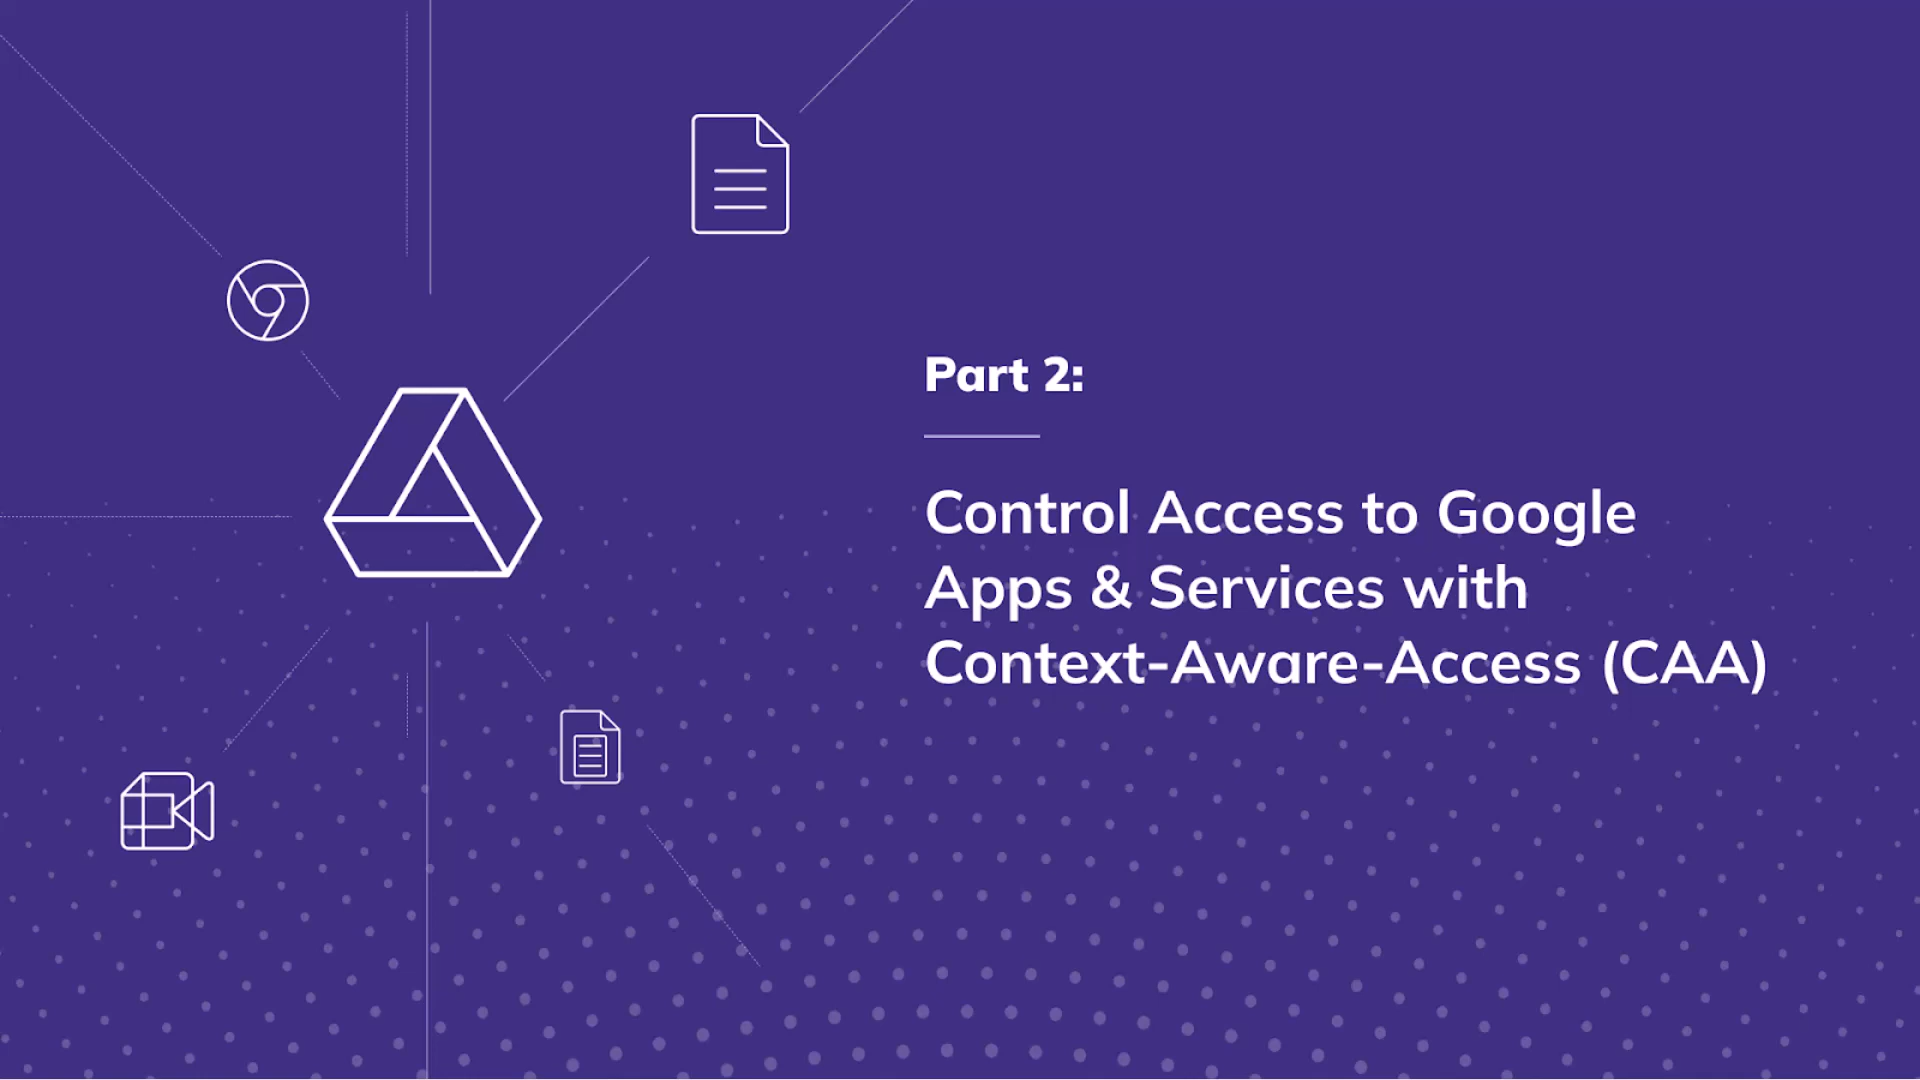 Part 2:
Control Access to Google
Apps & Services with
Context-Aware-Access (CAA)